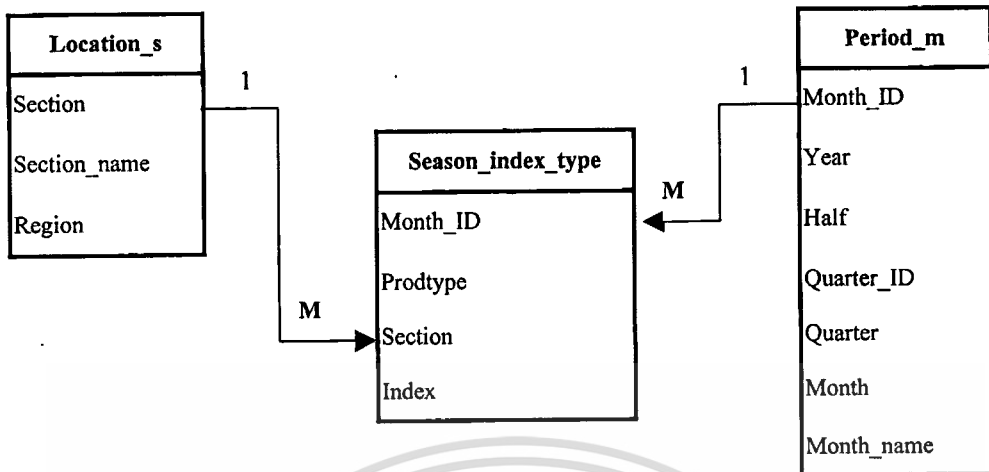 Location_s
Section
Section_name
Region
1
M
Season_index_type
Month_ID
Prodtype
Section
Index
1
M
Period_m
Month_ID
Year
Half
Quarter_ID
Quarter
Month
Month_name